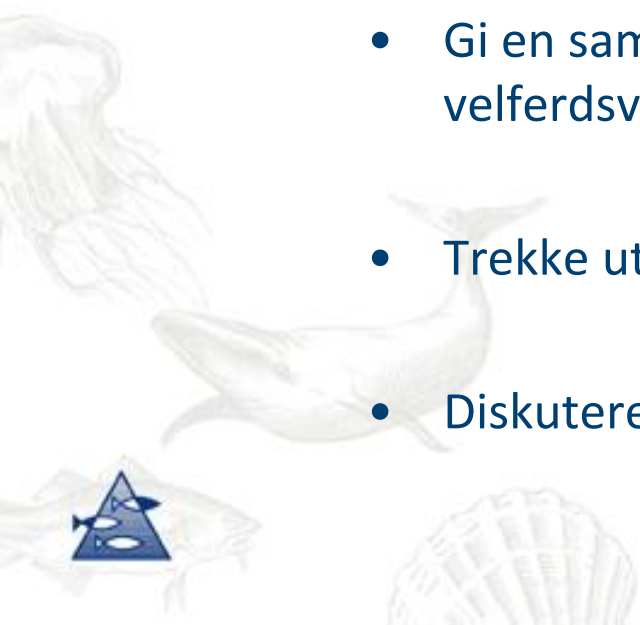 • Gi en sam
velferdsv
• Trekke ut
• Diskutere